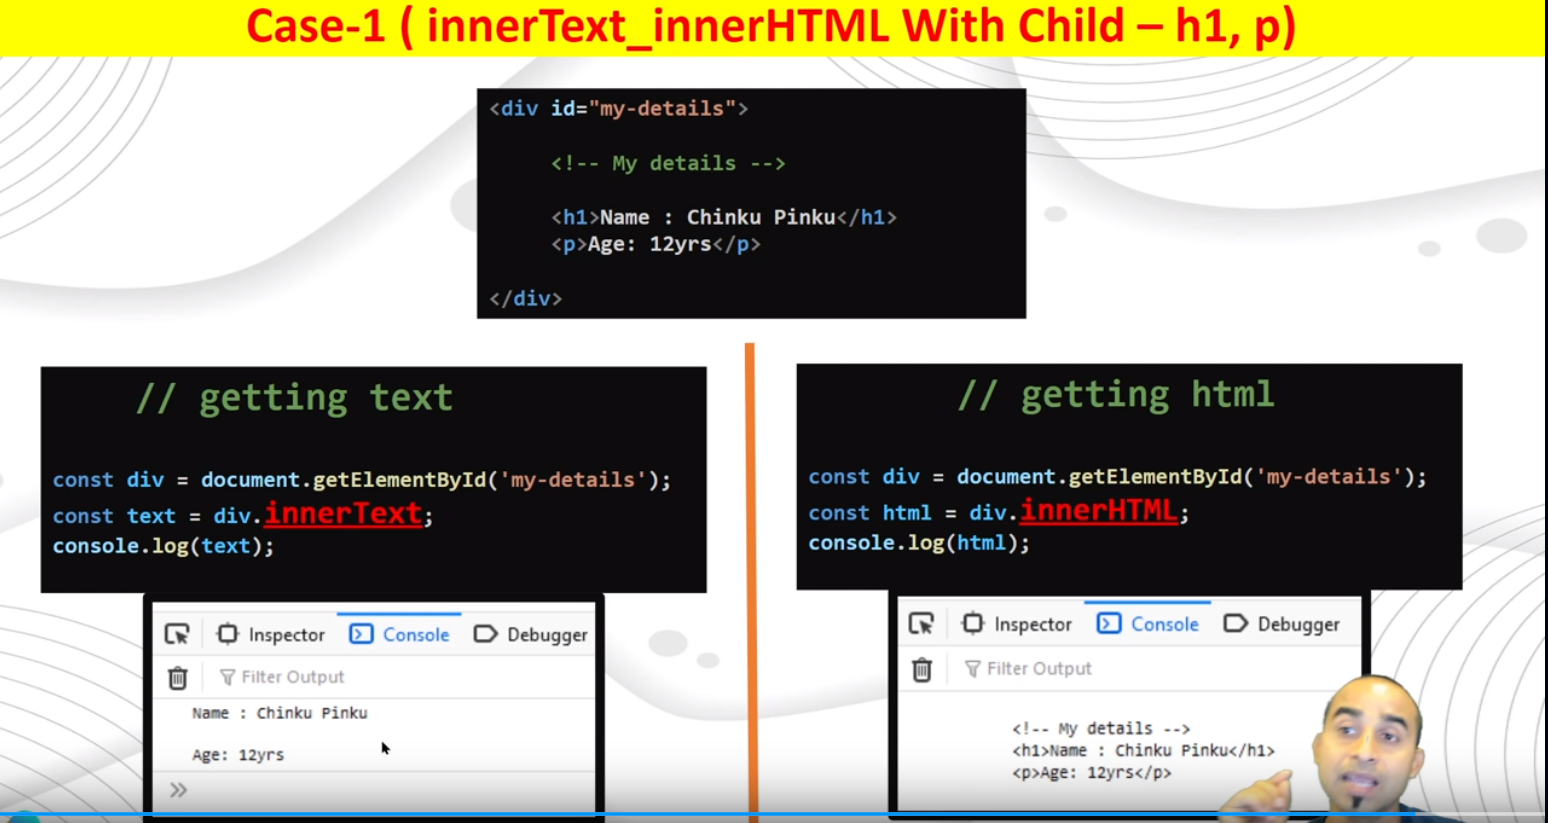 Case-1 ( innerText_innerHTML With Child – h1, p)
<div id="my-details">
<!-- My details -->
<h1>Name : Chinku Pinku</h1>
<p>Age: 12yrs</p>
</div>
// getting text
const div = document.getElementById('my-details');
const text = div.innerText;
console.log(text);
Inspector Console Debugger
Filter Output
Name : Chinku Pinku
Age: 12yrs
»
// getting html
const div = document.getElementById('my-details');
const html = div.innerHTML;
console.log(html);
Inspector Console Debugger
Filter Output
<!-- My details -->
<h1>Name : Chinku Pinku</h1>
<p>Age: 12yrs</p>